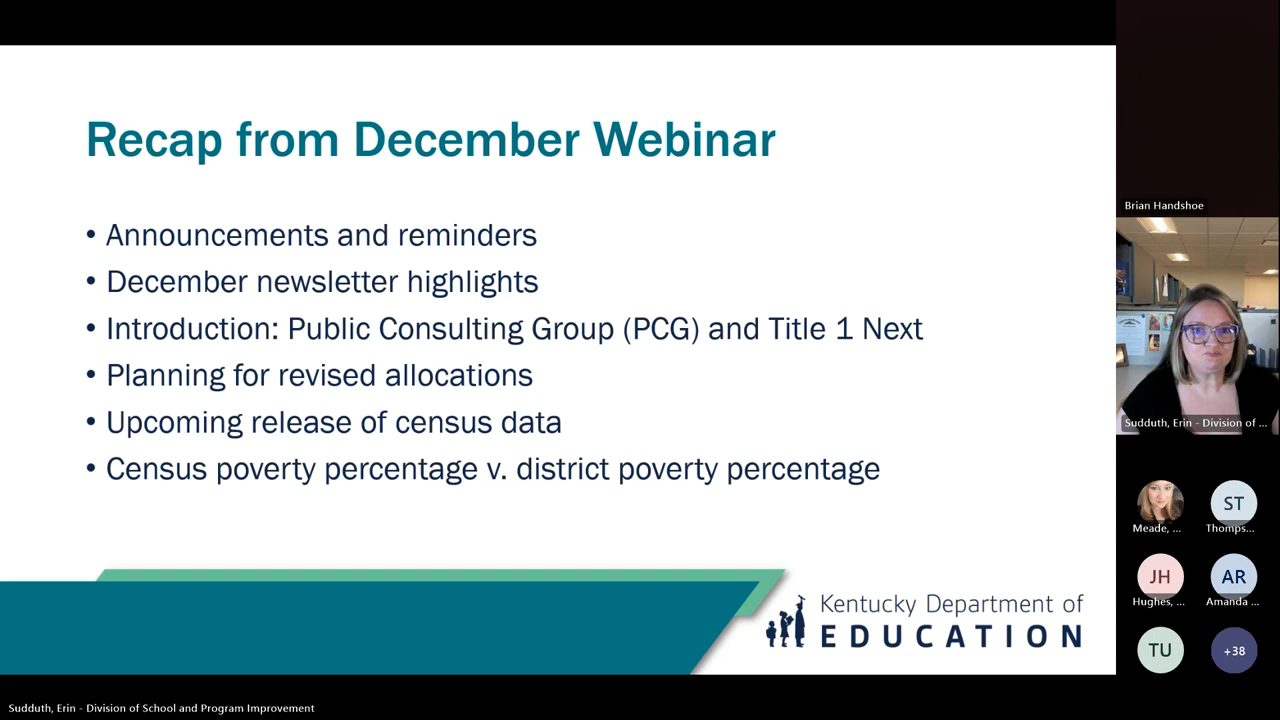 Recap from December Webinar
• Announcements and reminders
• December newsletter highlights
• Introduction: Public Consulting Group (PCG) and Title 1 Next
• Planning for revised allocations
• Upcoming release of census data
• Census poverty percentage v. district poverty percentage
Kentucky Department of
EDUCATION
Brian Handshoe
Sudduth, Erin - Division of ...
ST
Meade, ...
Thomps...
JH
AR
Hughes, ...
Amanda ...
TU
+38
Sudduth, Erin - Division of School and Program Improvement